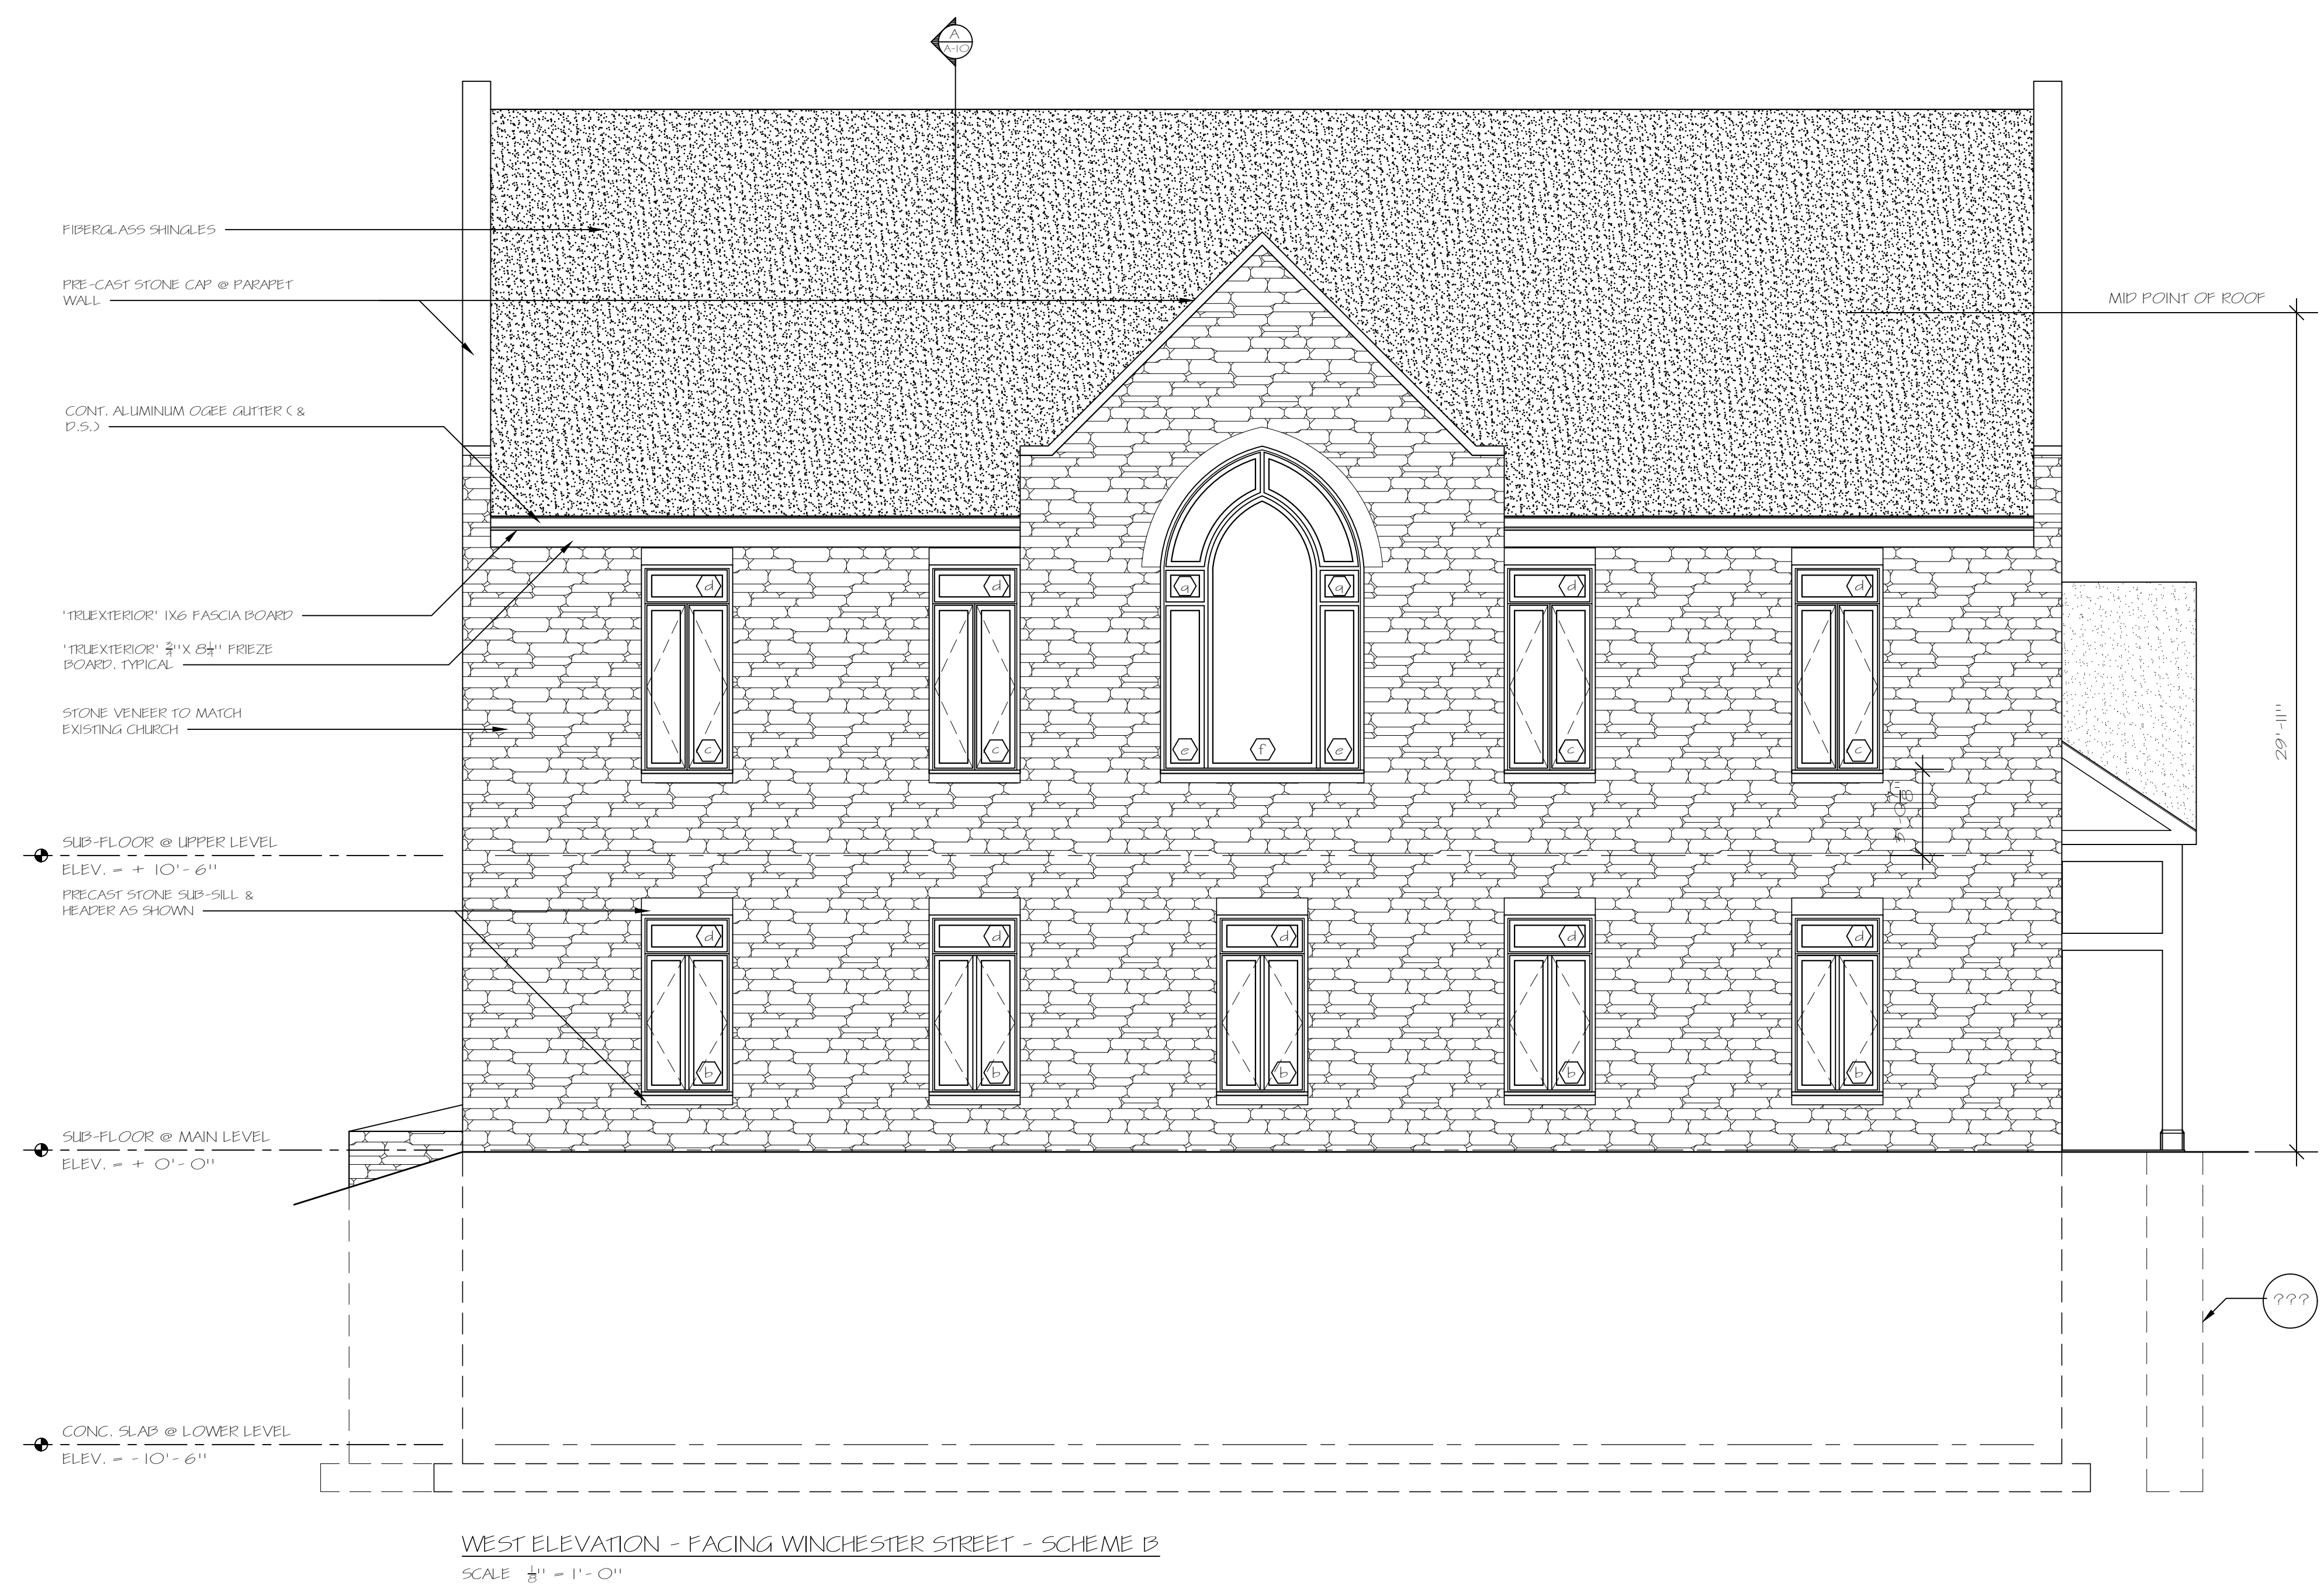 A
A-10
FIBERGLASS SHINGLES
PRE-CAST STONE CAP @ PARAPET
WALL
MID POINT OF ROOF
CONT. ALUMINUM OGEE GUTTER ( &
D.S.)
d
d
a
a
d
d
'TRUEXTERIOR' 1X6 FASCIA BOARD
'TRUEXTERIOR' 3/4"X 8 1/4" FRIEZE
BOARD. TYPICAL
STONE VENEER TO MATCH
EXISTING CHURCH
29'-11"
c
c
e
f
e
c
c
SUB-FLOOR @ UPPER LEVEL
ELEV. = + 10'- 6"
PRECAST STONE SUB-SILL &
HEADER AS SHOWN
d
d
d
d
d
b
b
b
b
b
SUB-FLOOR @ MAIN LEVEL
ELEV. = + 0'- 0"
???
CONC. SLAB @ LOWER LEVEL
ELEV. = - 10'- 6"
WEST ELEVATION - FACING WINCHESTER STREET - SCHEME B
SCALE 1/8" = 1'- 0"